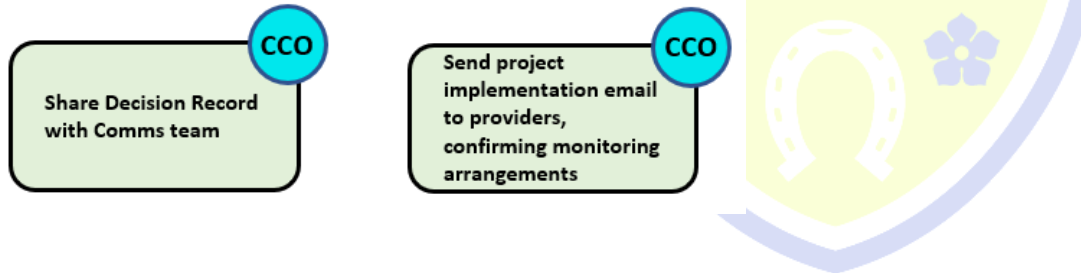 CCO
Share Decision Record
with Comms team
CCO
Send project
implementation email
to providers,
confirming monitoring
arrangements